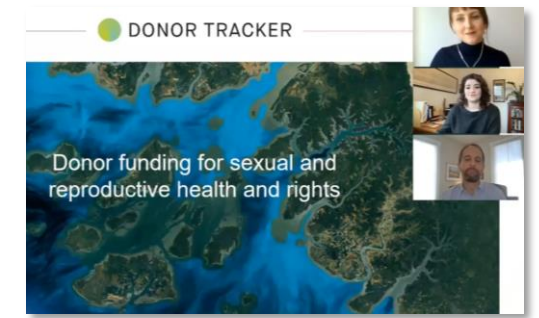 DONOR TRACKER
Donor funding for sexual and
reproductive health and rights